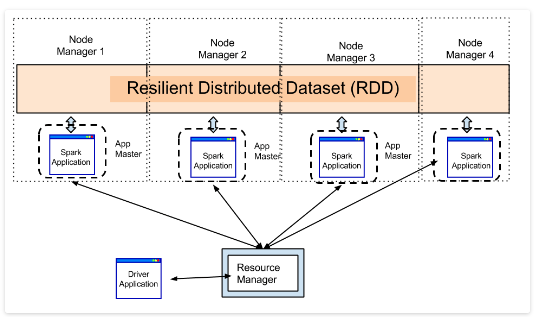 Node
Manager 1
Node
Manager 2
Node
Manager 3
Node
Manager 4
Resilient Distributed Dataset (RDD)
Spark
Application
App
Master
Spark
Application
App
Master
Spark
Application
App
Master
Spark
Application
Driver
Application
Resource
Manager